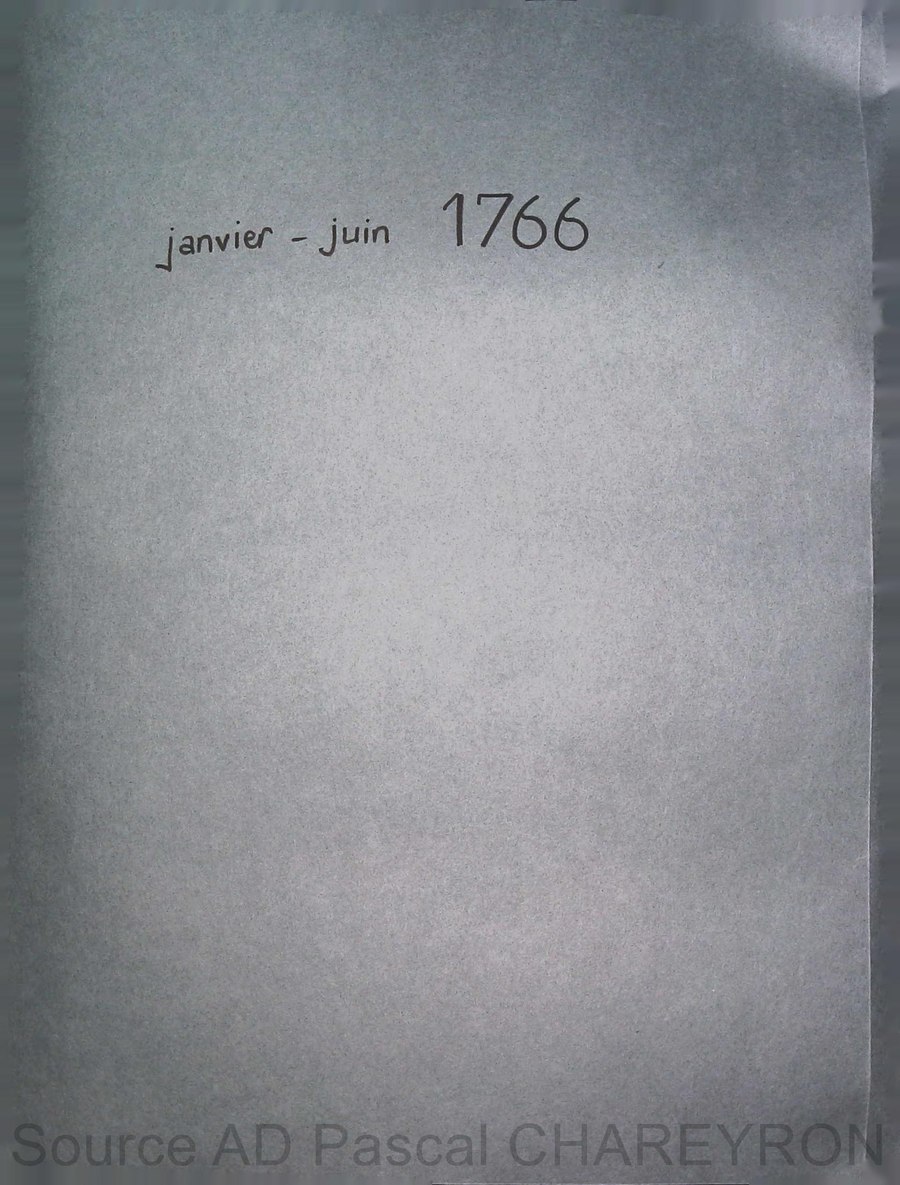 janvier - juin 1766
Source AD Pascal CHAREYRON